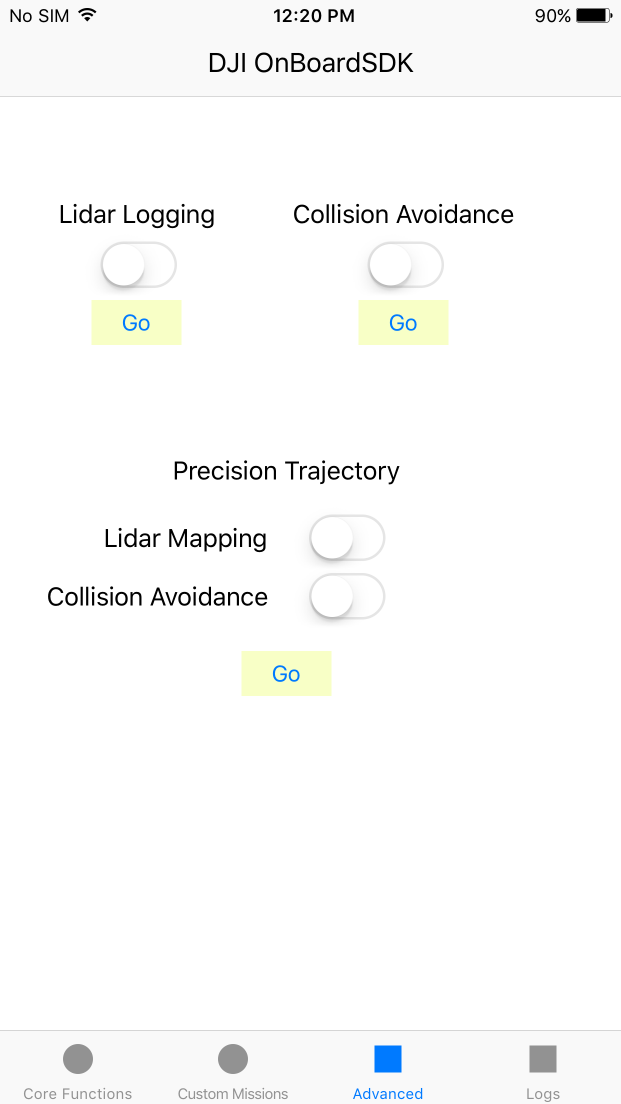 No SIM 12:20 PM 90%
DJI OnBoardSDK
Lidar Logging Collision Avoidance
Go Go
Precision Trajectory
Lidar Mapping
Collision Avoidance
Go
Core Functions Custom Missions Advanced Logs